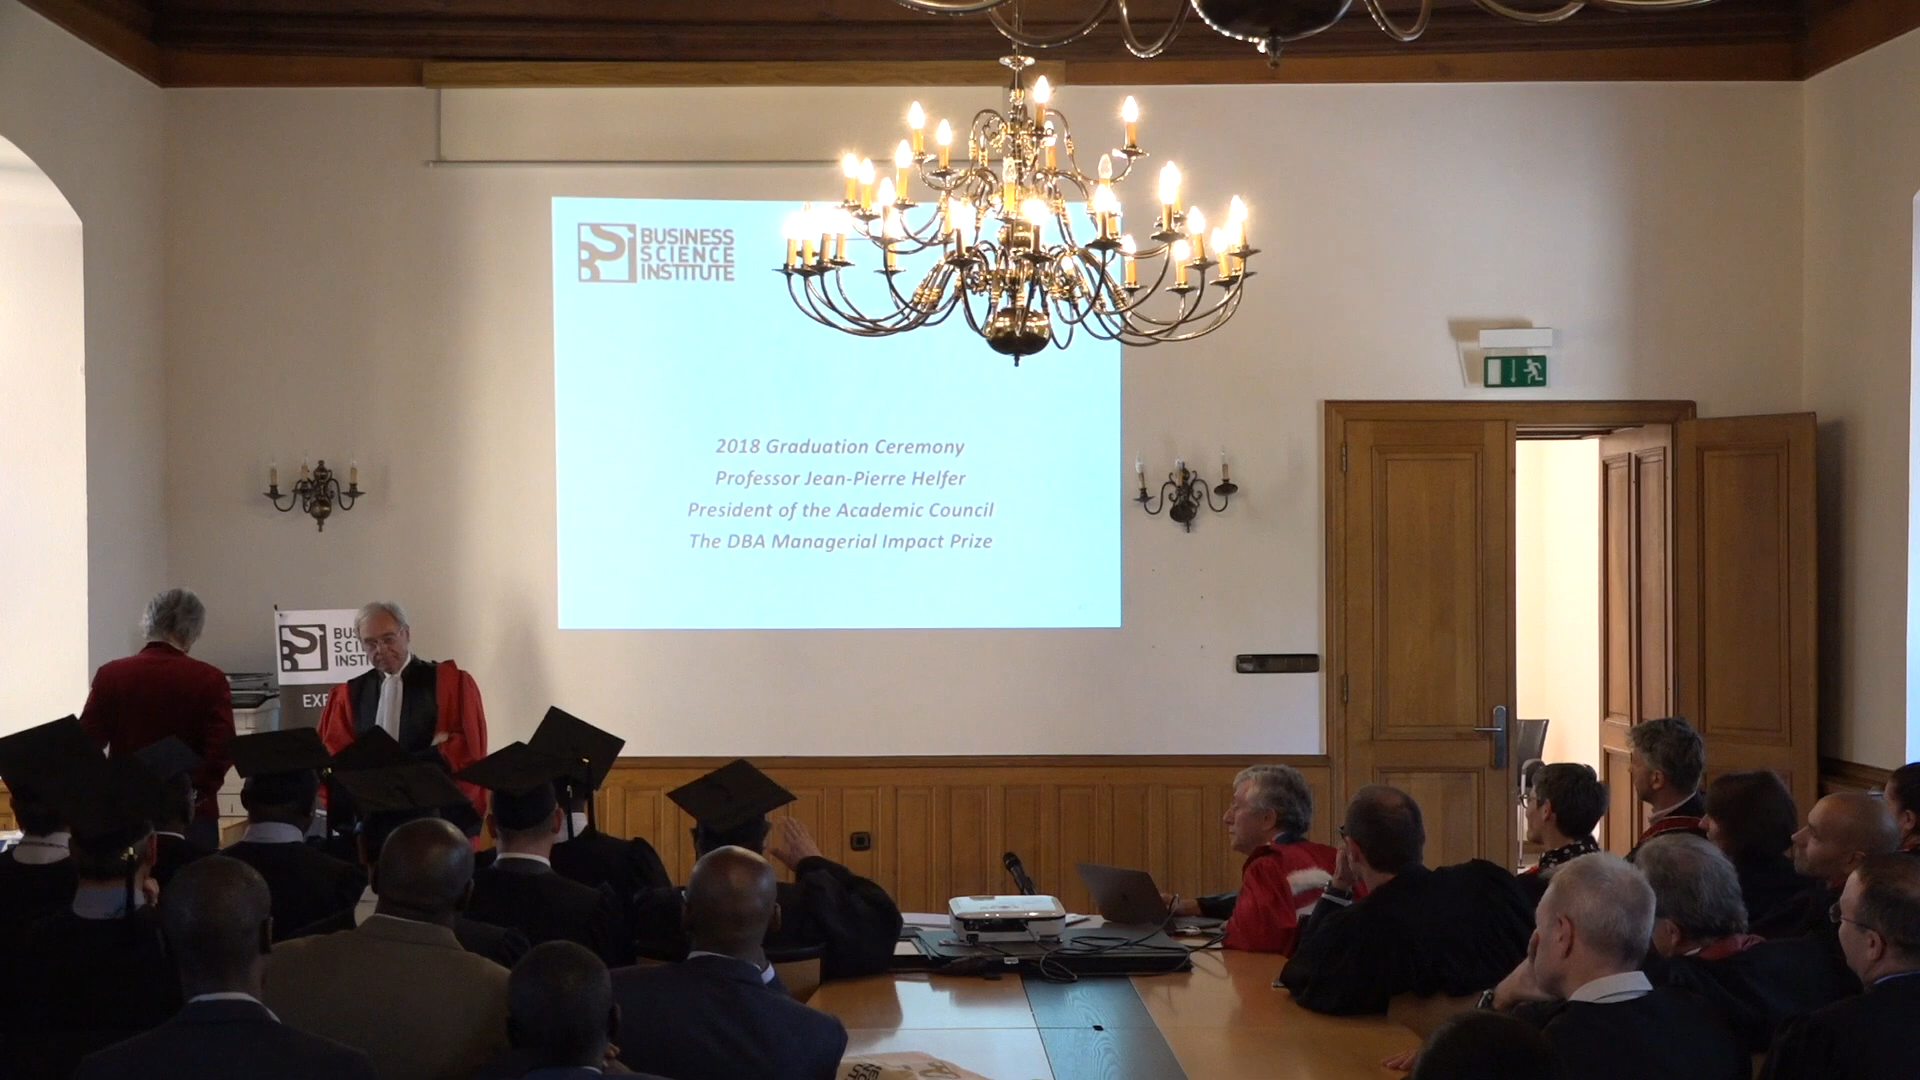 BUSINESS
SCIENCE
INSTITUTE
2018 Graduation Ceremony
Professor Jean-Pierre Helfer
President of the Academic Council
The DBA Managerial Impact Prize